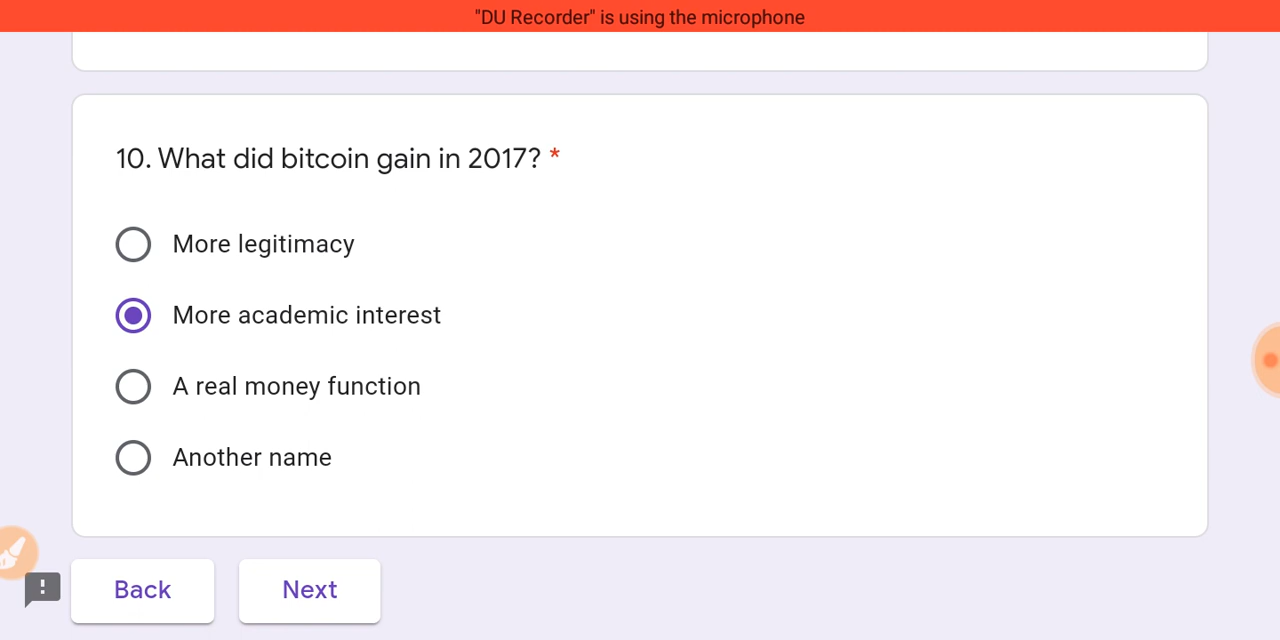 "DU Recorder" is using the microphone
10. What did bitcoin gain in 2017? *
More legitimacy
More academic interest
A real money function
Another name
!
Back Next